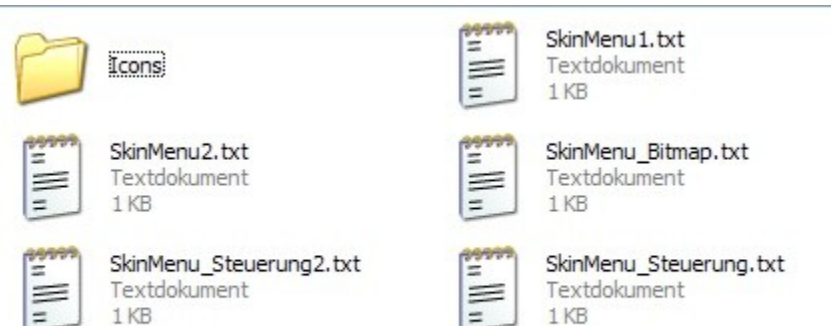 Icons
SkinMenu1.txt
Textdokument
1 KB
SkinMenu2.txt
Textdokument
1 KB
SkinMenu_Bitmap.txt
Textdokument
1 KB
SkinMenu_Steuerung2.txt
Textdokument
1 KB
SkinMenu_Steuerung.txt
Textdokument
1 KB